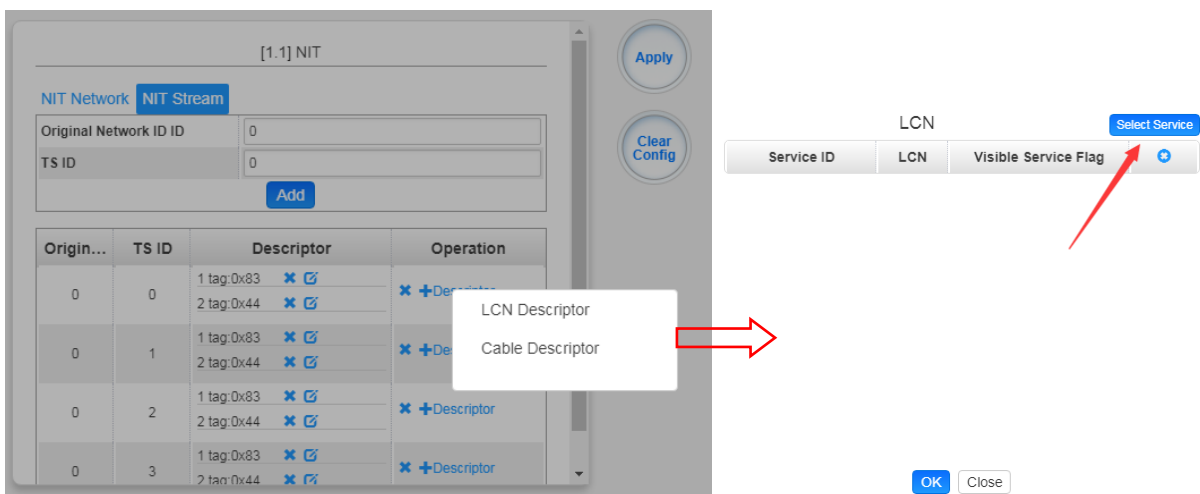 [1.1] NIT
NIT Network NIT Stream
Original Network ID ID 0
TS ID 0
Add
Origin... TS ID Descriptor Operation
0 0 1 tag:0x83 Descriptor
2 tag:0x44
0 1 1 tag:0x83 De
2 tag:0x44
0 2 1 tag:0x83 Descriptor
2 tag:0x44
0 3 1 tag:0x83 Descriptor
2 tag:0x44
LCN Descriptor
Cable Descriptor
Apply
Clear
Config
LCN Select Service
Service ID LCN Visible Service Flag
OK Close